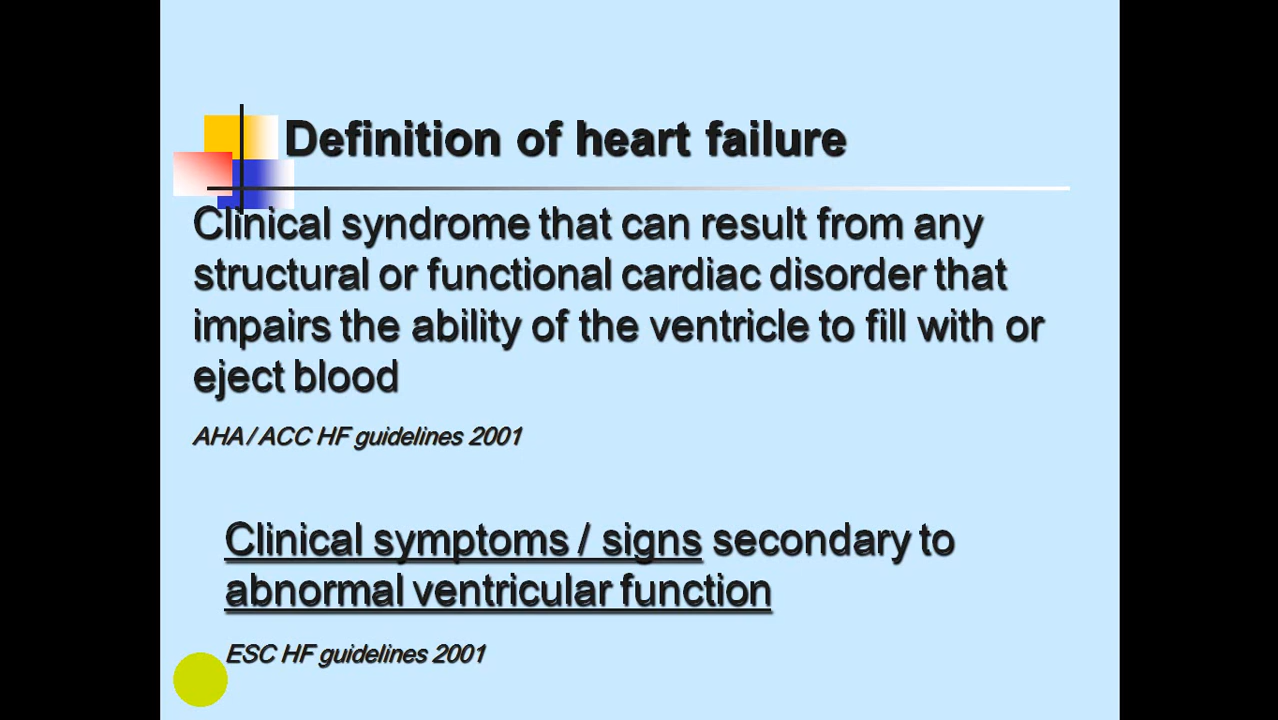 Definition of heart failure
Clinical syndrome that can result from any
structural or functional cardiac disorder that
impairs the ability of the ventricle to fill with or
eject blood
AHA / ACC HF guidelines 2001
Clinical symptoms / signs secondary to
abnormal ventricular function
ESC HF guidelines 2001